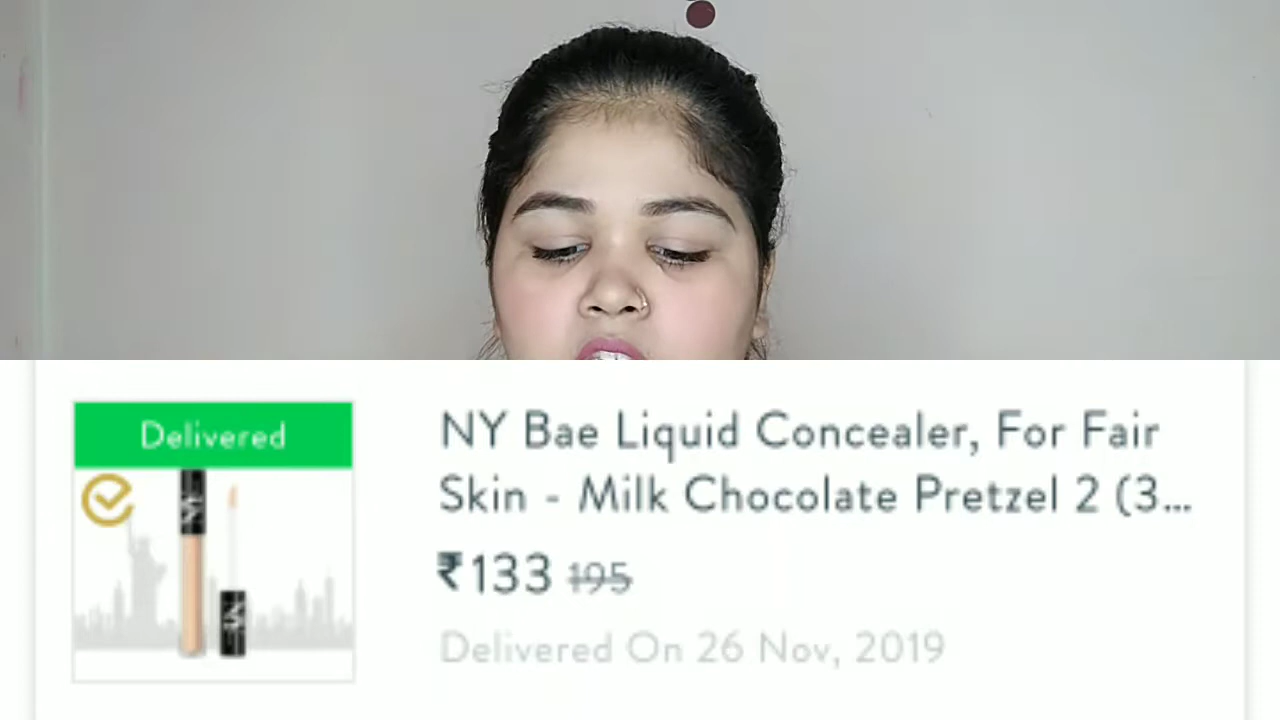 Delivered
NY Bae Liquid Concealer, For Fair
Skin - Milk Chocolate Pretzel 2 (3...
₹133 195
Delivered On 26 Nov, 2019